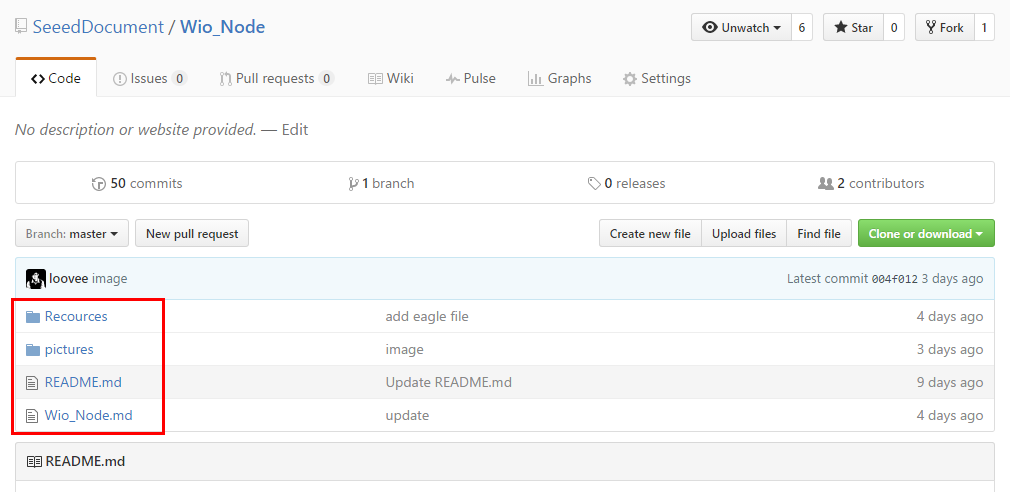 SeeedDocument / Wio_Node
Unwatch 6 Star 0 Fork 1
Code Issues 0 Pull requests 0 Wiki Pulse Graphs Settings
No description or website provided. — Edit
50 commits 1 branch 0 releases 2 contributors
Branch: master New pull request Create new file Upload files Find file Clone or download
loovee image Latest commit 004f012 3 days ago
Recources add eagle file 4 days ago
pictures image 3 days ago
README.md Update README.md 9 days ago
Wio_Node.md update 4 days ago
README.md